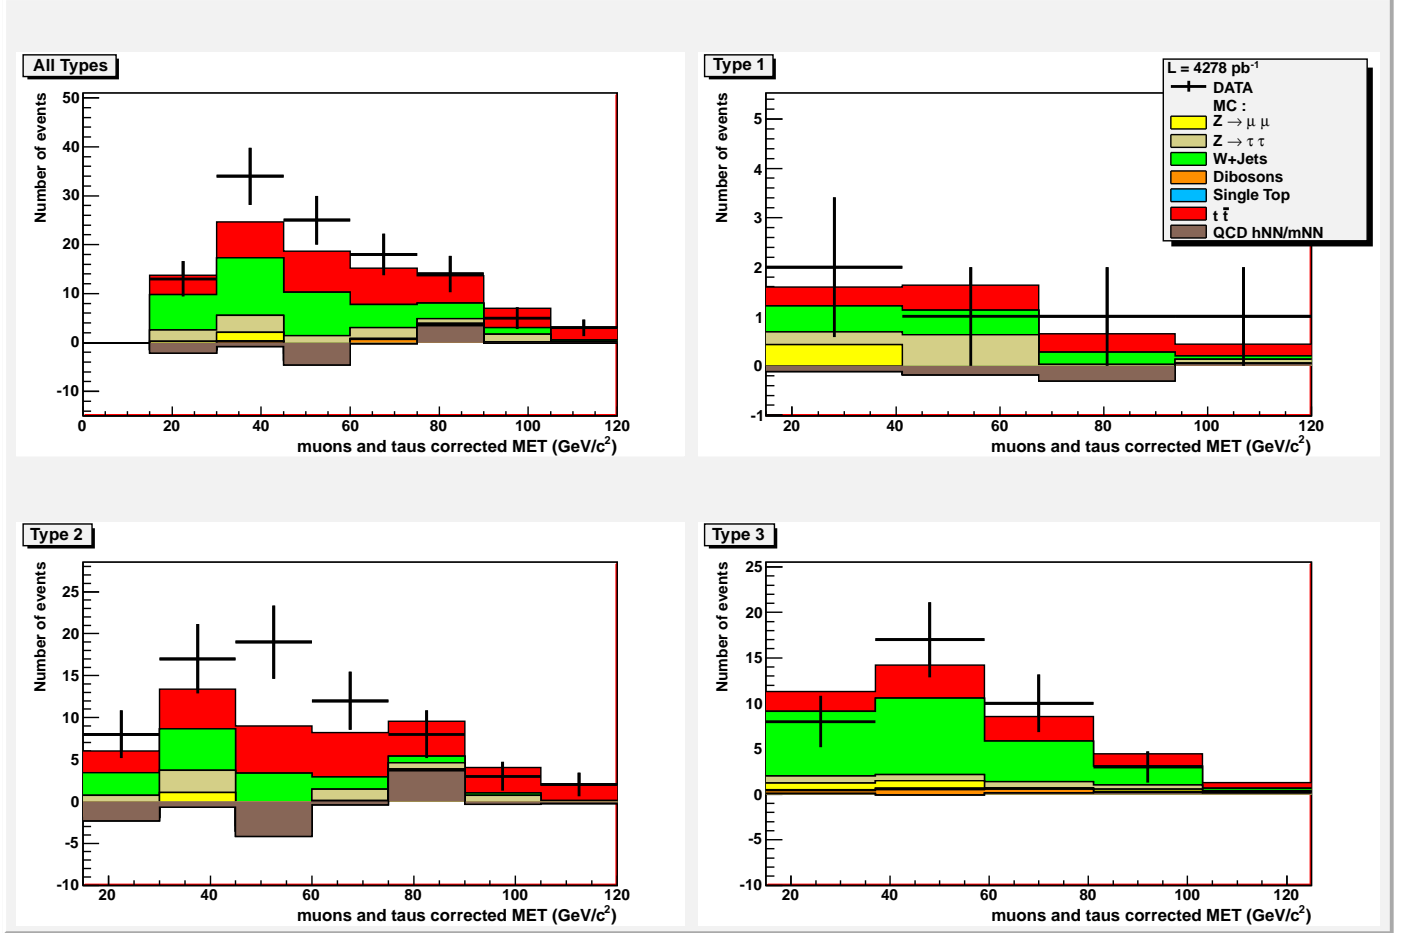 All Types
Number of events
50
40
30
20
10
0
-10
0 20 40 60 80 100 120
muons and taus corrected MET (GeV/c²)
Type 1
Number of events
5
4
3
2
1
0
-1
20 40 60 80 100 120
muons and taus corrected MET (GeV/c²)
L = 4278 pb⁻¹
DATA
MC :
Z → μ μ
Z → τ τ
W+Jets
Dibosons
Single Top
t t̄
QCD hNN/mNN
Type 2
Number of events
25
20
15
10
5
0
-5
-10
20 40 60 80 100 120
muons and taus corrected MET (GeV/c²)
Type 3
Number of events
25
20
15
10
5
0
-5
-10
20 40 60 80 100 120
muons and taus corrected MET (GeV/c²)